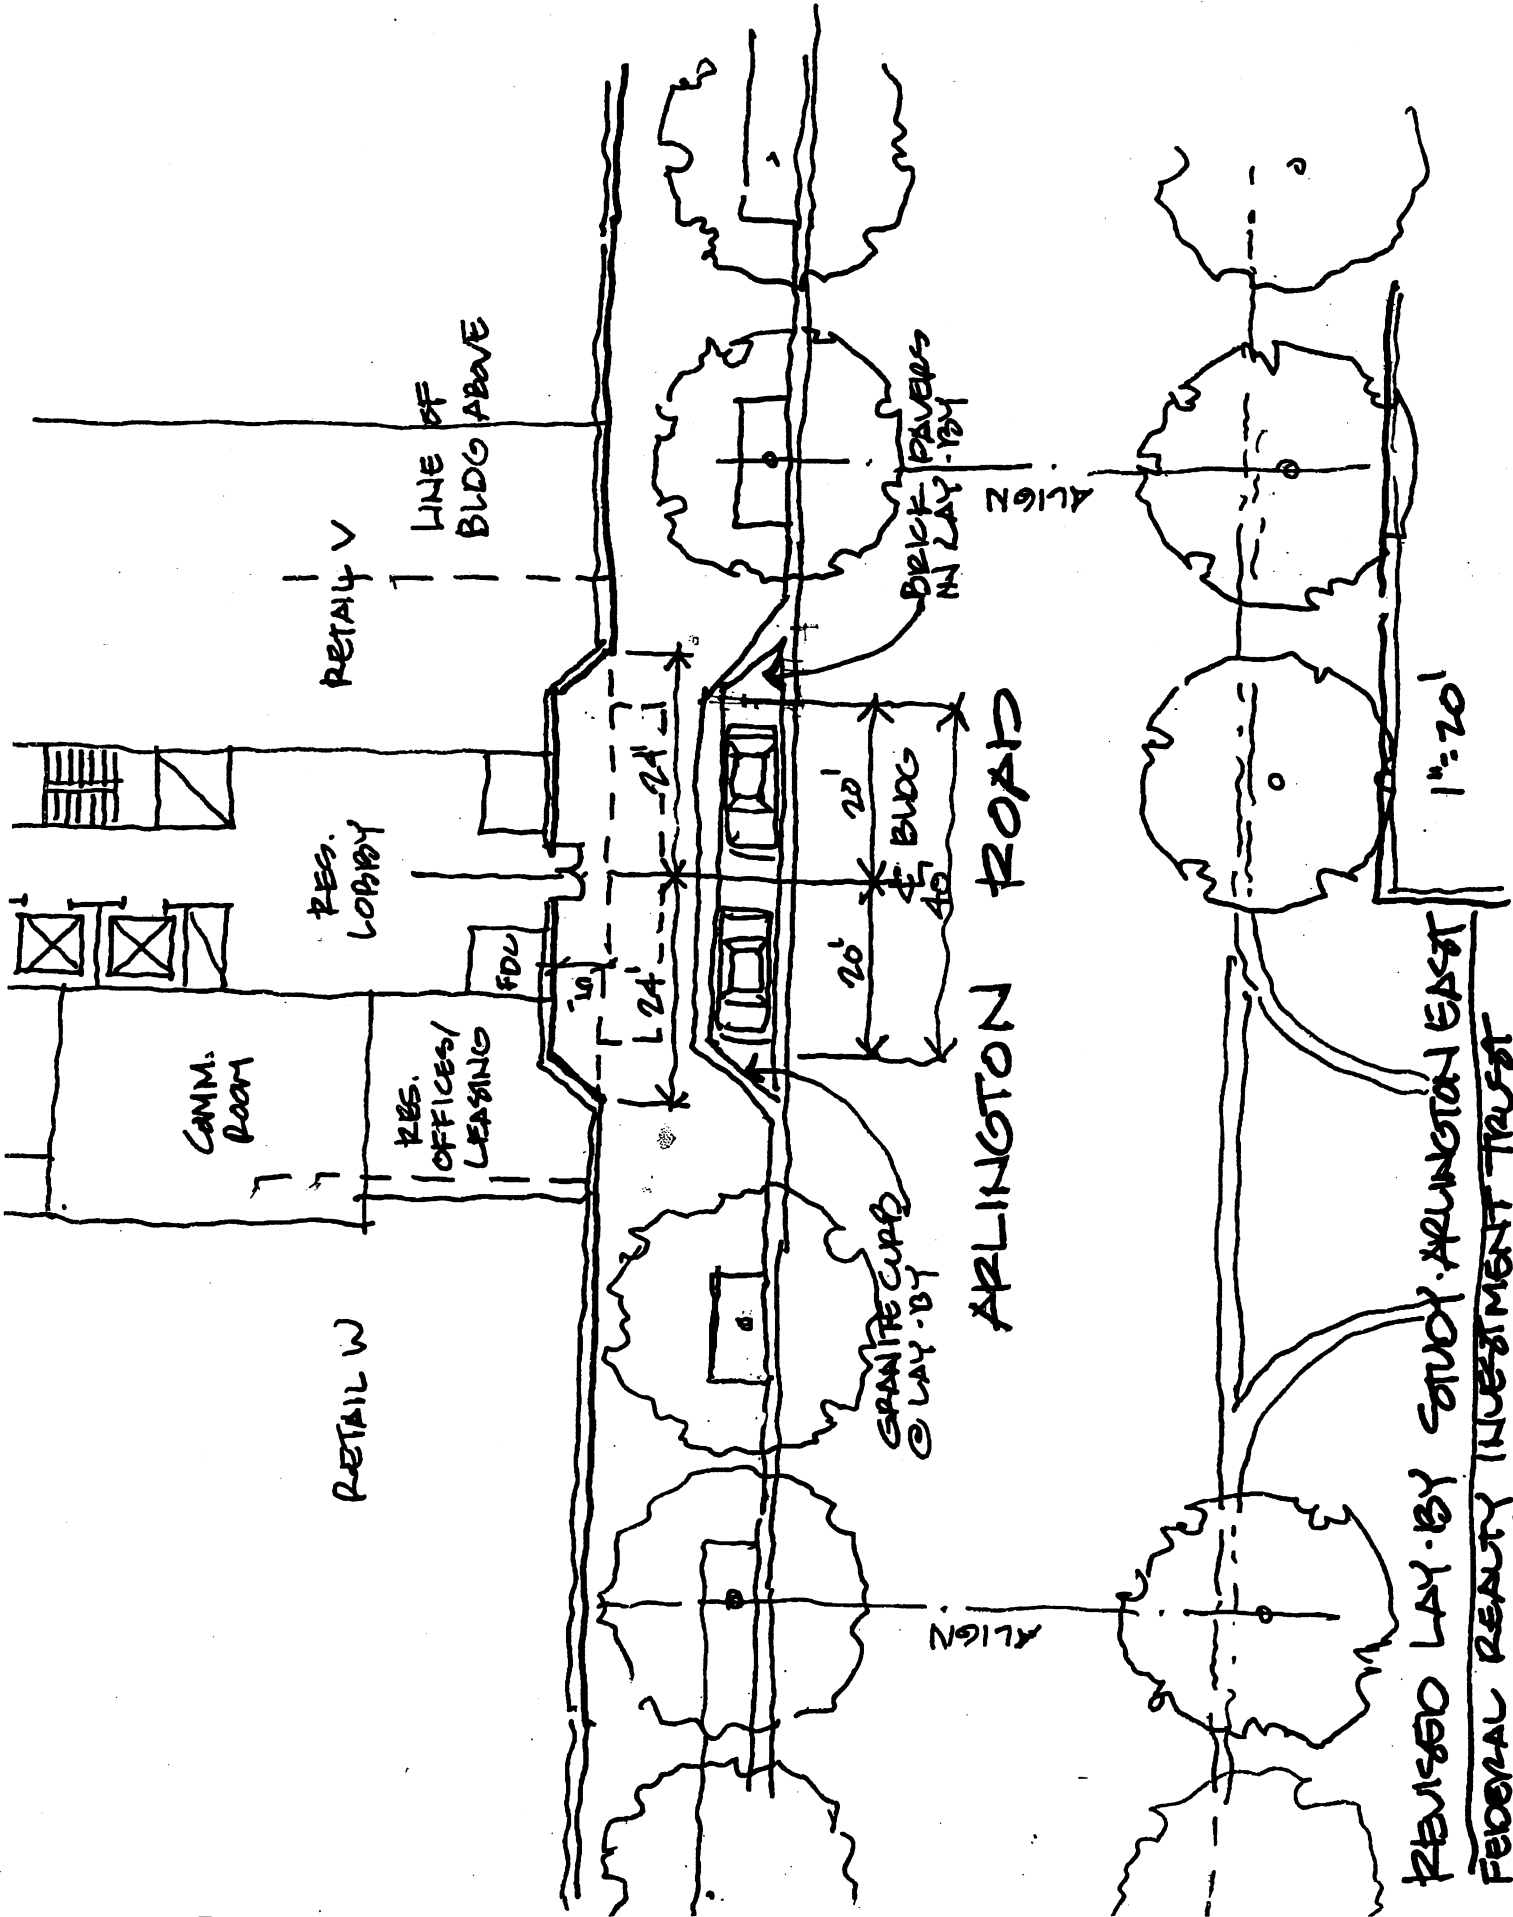 RETAIL W
COMM.
ROOM
RES.
OFFICES/
LEASING
RES.
LOBBY
FDC
RETAIL V
LINE OF
BLDG ABOVE
5'
24'
24'
20'
20'
℄ BLDG
40'
GRANITE CURB
@ LAY-BY
BRICK PAVERS
IN LAY-BY
ALIGN
ALIGN
ARLINGTON ROAD
1"=20'
REVISED LAY-BY STUDY·ARLINGTON EAST
FEDERAL REALTY INVESTMENT TRUST